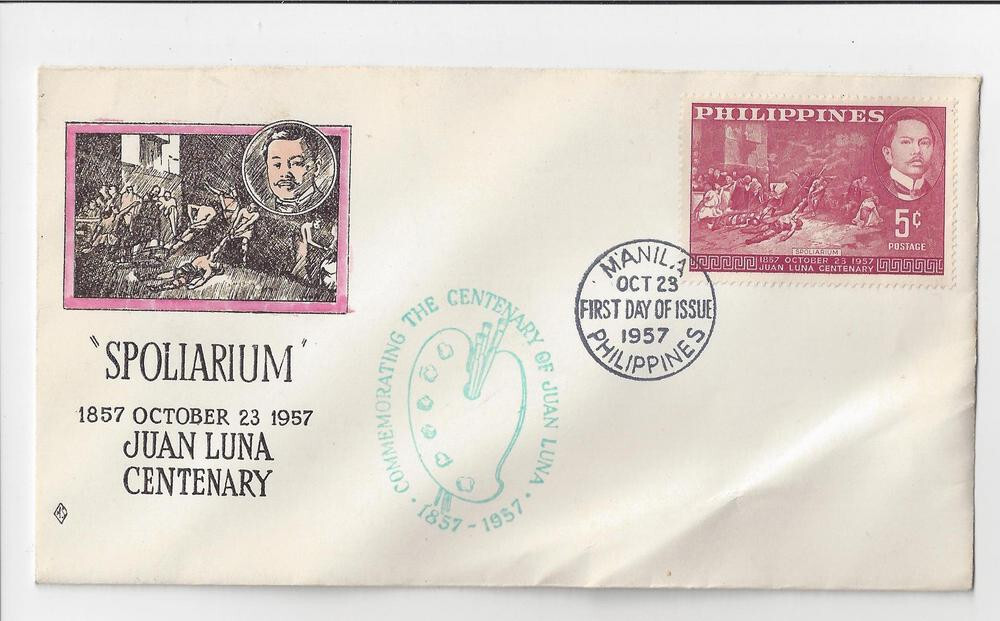 PHILIPPINES
5¢
POSTAGE
SPOLIARIUM
1857 OCTOBER 23 1957
JUAN LUNA CENTENARY
MANILA
OCT 23
FIRST DAY OF ISSUE
1957
PHILIPPINES
"SPOLIARIUM"
1857 OCTOBER 23 1957
JUAN LUNA
CENTENARY
COMMEMORATING THE CENTENARY OF JUAN LUNA
· 1857-1957 ·